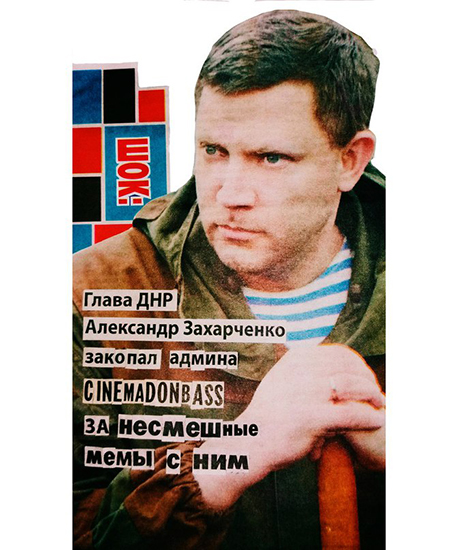 ШОК!
Глава ДНР
Александр Захарченко
закопал админа
CINEMADONBASS
ЗА НЕСМЕШные
мемы с ним